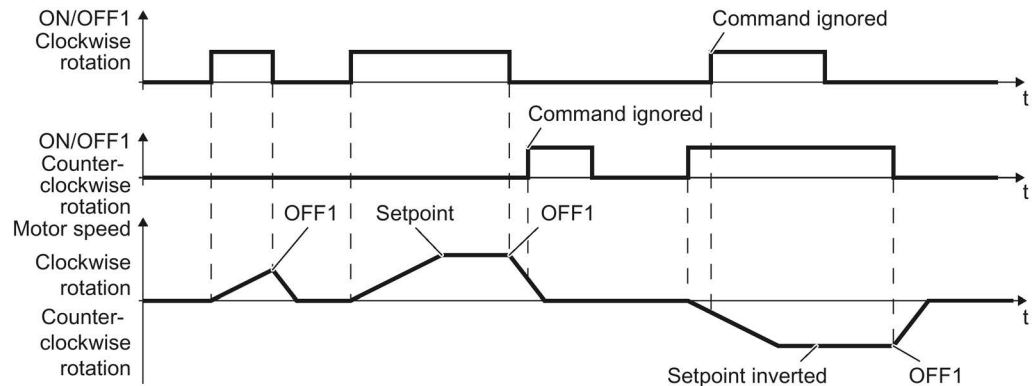 ON/OFF1
Clockwise
rotation
Command ignored
t
ON/OFF1
Counter-
clockwise
rotation
Command ignored
t
Motor speed
OFF1
Setpoint
OFF1
Clockwise
rotation
Counter-
clockwise
rotation
t
Setpoint inverted
OFF1